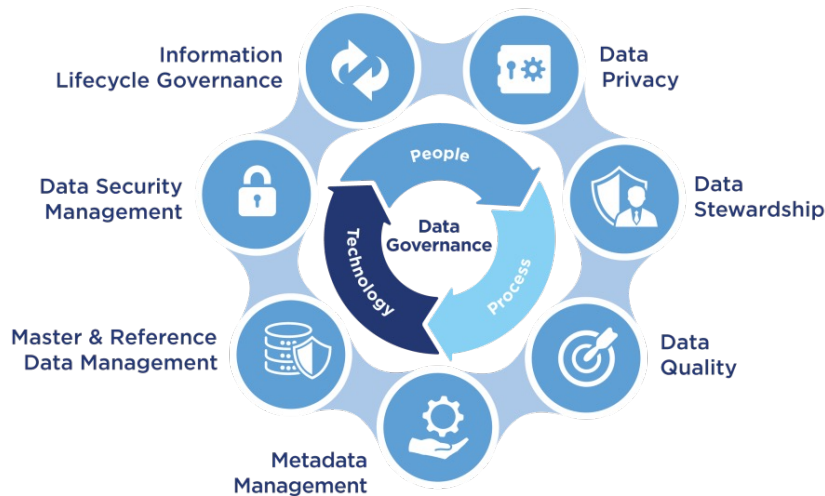 Information
Lifecycle Governance
Data
Privacy
Data Security
Management
People
Data
Governance
Technology
Process
Data
Stewardship
Master & Reference
Data Management
Data
Quality
Metadata
Management